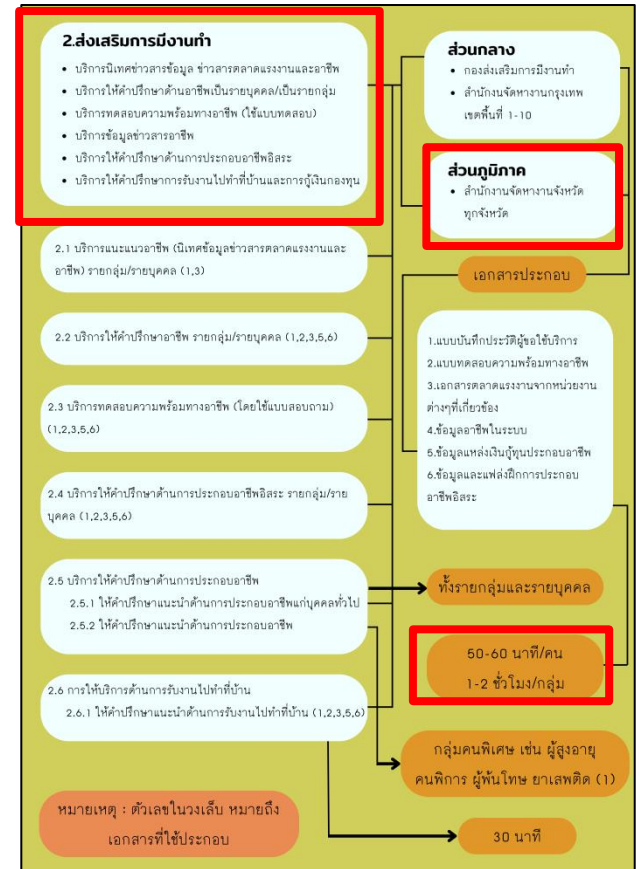 2.ส่งเสริมการมีงานทำ
• บริการนิเทศข่าวสารข้อมูล ข่าวสารตลาดแรงงานและอาชีพ
• บริการให้คำปรึกษาด้านอาชีพเป็นรายบุคคล/เป็นรายกลุ่ม
• บริการทดสอบความพร้อมทางอาชีพ (ใช้แบบทดสอบ)
• บริการข้อมูลข่าวสารอาชีพ
• บริการให้คำปรึกษาด้านการประกอบอาชีพอิสระ
• บริการให้คำปรึกษาการรับงานไปทำที่บ้านและการกู้เงินกองทุน
ส่วนกลาง
• กองส่งเสริมการมีงานทำ
• สำนักงนจัดหางานกรุงเทพ
เขตพื้นที่ 1-10
ส่วนภูมิภาค
• สำนักงานจัดหางานจังหวัด
ทุกจังหวัด
เอกสารประกอบ
1.แบบบันทึกประวัติผู้ขอใช้บริการ
2.แบบทดสอบความพร้อมทางอาชีพ
3.เอกสารตลาดแรงงานจากหน่วยงาน
ต่างๆที่เกี่ยวข้อง
4.ข้อมูลอาชีพในระบบ
5.ข้อมูลแหล่งเงินกู้ทุนประกอบอาชีพ
6.ข้อมูลและแฟล่งฝึกการประกอบ
อาชีพอิสระ
2.1 บริการแนะแนวอาชีพ (นิเทศข้อมูลข่าวสารตลาดแรงงานและ
อาชีพ) รายกลุ่ม/รายบุคคล (1,3)
2.2 บริการให้คำปรึกษาอาชีพ รายกลุ่ม/รายบุคคล (1,2,3,5,6)
2.3 บริการทดสอบความพร้อมทางอาชีพ (โดยใช้แบบสอบถาม)
(1,2,3,5,6)
2.4 บริการให้คำปรึกษาด้านการประกอบอาชีพอิสระ รายกลุ่ม/ราย
บุคคล (1,2,3,5,6)
2.5 บริการให้คำปรึกษาด้านการประกอบอาชีพ
2.5.1 ให้คำปรึกษาแนะนำด้านการประกอบอาชีพแก่บุคคลทั่วไป
2.5.2 ให้คำปรึกษาแนะนำด้านการประกอบอาชีพ
ทั้งรายกลุ่มและรายบุคคล
50-60 นาที/คน
1-2 ชั่วโมง/กลุ่ม
2.6 การให้บริการด้านการรับงานไปทำที่บ้าน
2.6.1 ให้คำปรึกษาแนะนำด้านการรับงานไปทำที่บ้าน (1,2,3,5,6)
กลุ่มคนพิเศษ เช่น ผู้สูงอายุ
คนพิการ ผู้พ้นโทษ ยาเสพติด (1)
หมายเหตุ : ตัวเลขในวงเล็บ หมายถึง
เอกสารที่ใช้ประกอบ
30 นาที